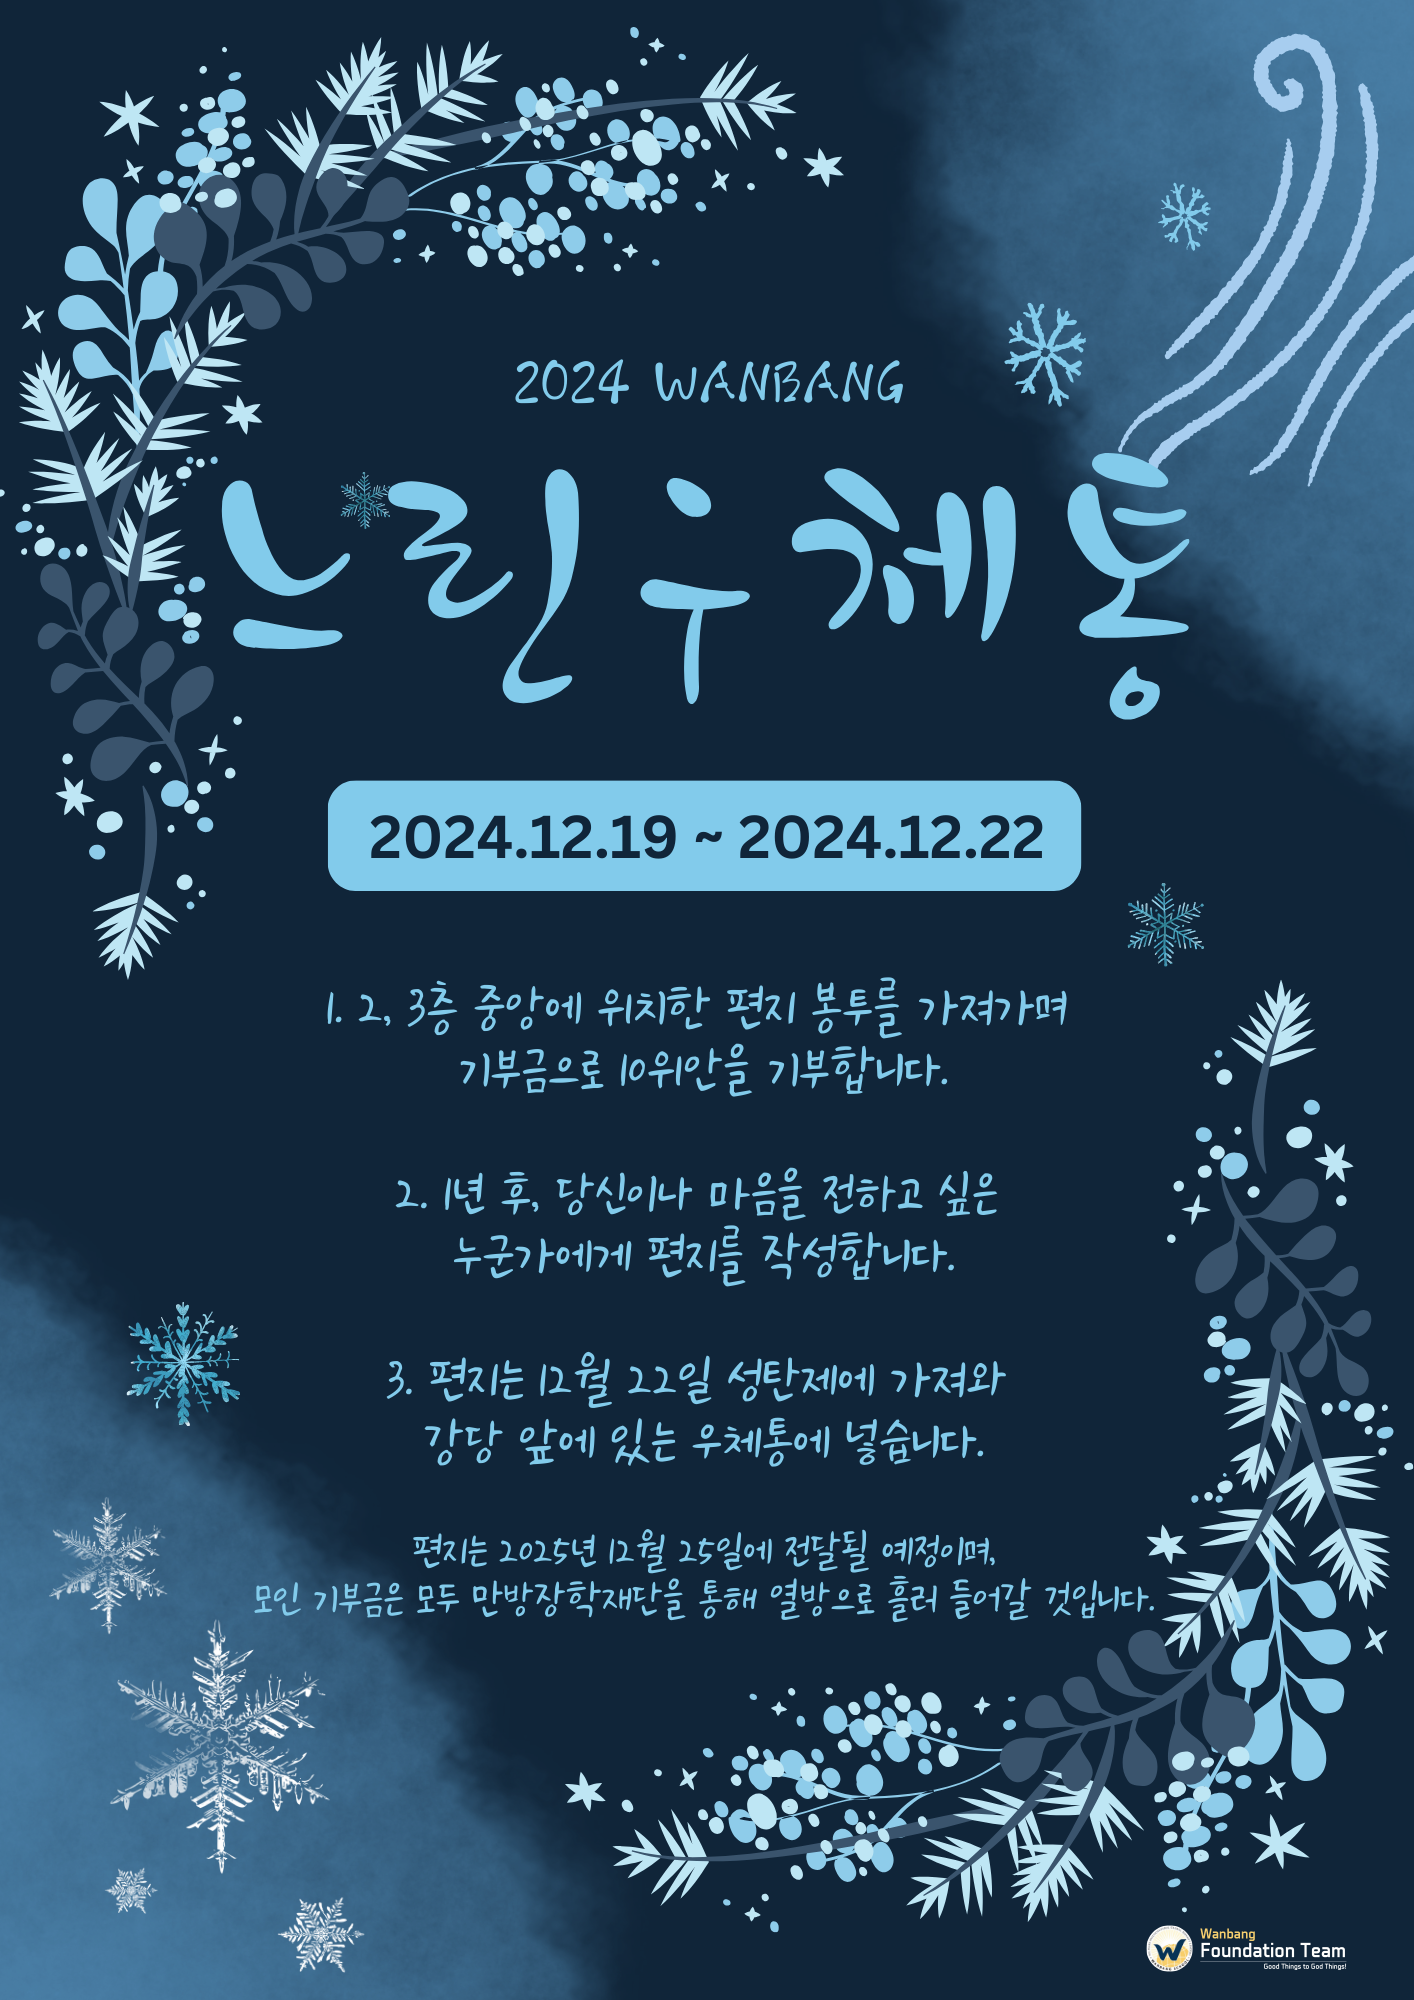 2024 WANBANG
느린 우체통
2024.12.19 ~ 2024.12.22
1. 2, 3층 중앙에 위치한 편지 봉투를 가져가며
기부금으로 10위안을 기부합니다.
2. 1년 후, 당신이나 마음을 전하고 싶은
누군가에게 편지를 작성합니다.
3. 편지는 12월 22일 성탄제에 가져와
강당 앞에 있는 우체통에 넣습니다.
편지는 2025년 12월 25일에 전달될 예정이며,
모인 기부금은 모두 만방장학재단을 통해 열방으로 흘러 들어갈 것입니다.
Wanbang
Foundation Team
Good Things to God Things!